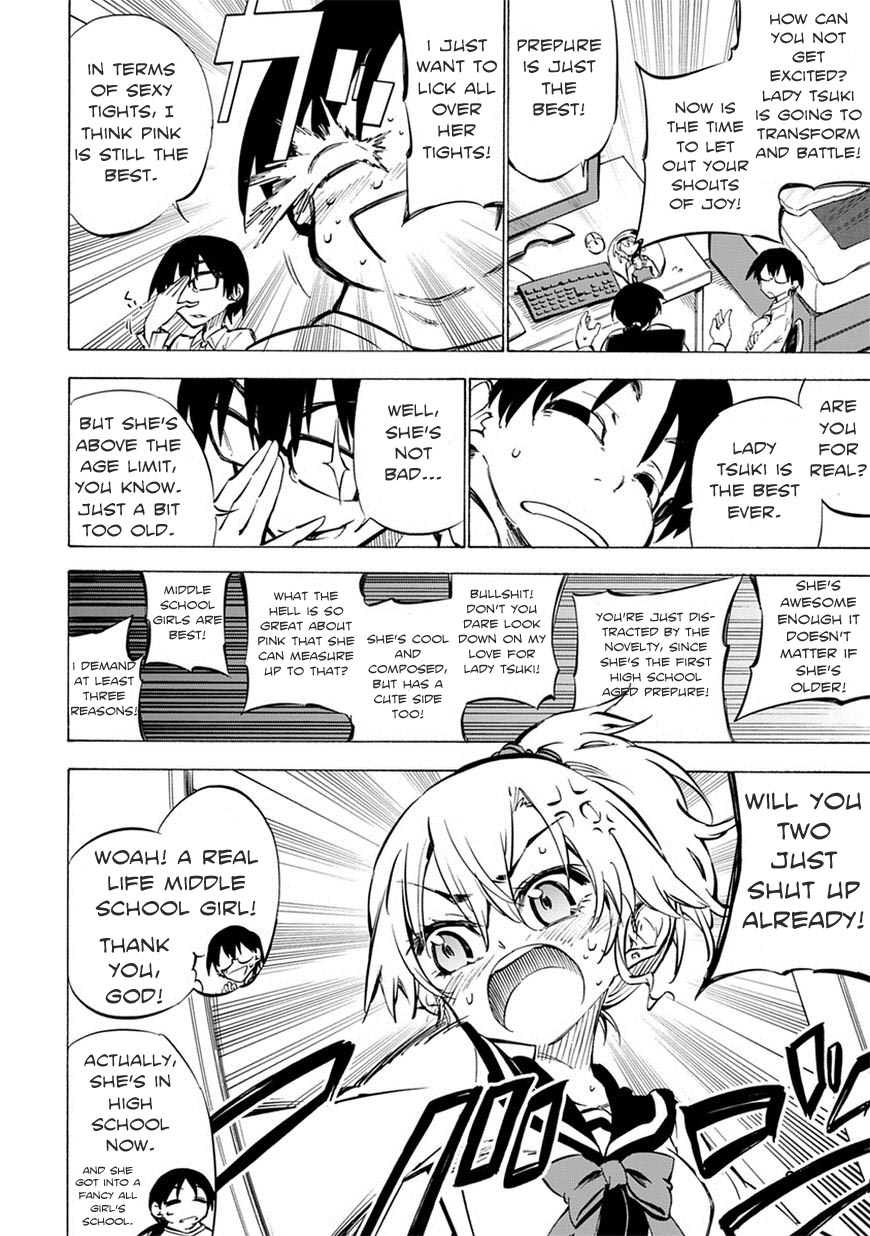 HOW CAN
YOU NOT
GET
EXCITED?
LADY TSUKI
IS GOING TO
TRANSFORM
AND BATTLE!
NOW IS
THE TIME
TO LET
OUT YOUR
SHOUTS
OF JOY!
PREPURE
IS JUST
THE
BEST!
I JUST
WANT TO
LICK ALL
OVER
HER
TIGHTS!
IN TERMS
OF SEXY
TIGHTS, I
THINK PINK
IS STILL THE
BEST.
ARE
YOU
FOR
REAL?
LADY
TSUKI IS
THE BEST
EVER.
WELL,
SHE'S
NOT
BAD...
BUT SHE'S
ABOVE THE
AGE LIMIT,
YOU KNOW.
JUST A BIT
TOO OLD.
SHE'S
AWESOME
ENOUGH IT
DOESN'T
MATTER IF
SHE'S
OLDER!
YOU'RE JUST DIS-
TRACTED BY THE
NOVELTY, SINCE
SHE'S THE FIRST
HIGH SCHOOL
AGED PREPURE!
BULLSHIT!
DON'T YOU
DARE LOOK
DOWN ON MY
LOVE FOR
LADY TSUKI!
SHE'S COOL
AND
COMPOSED,
BUT HAS A
CUTE SIDE
TOO!
WHAT THE
HELL IS SO
GREAT ABOUT
PINK THAT SHE
CAN MEASURE
UP TO THAT?
MIDDLE
SCHOOL
GIRLS ARE
BEST!
I DEMAND
AT LEAST
THREE
REASONS!
WILL YOU
TWO
JUST
SHUT UP
ALREADY!
WOAH! A REAL
LIFE MIDDLE
SCHOOL GIRL!
THANK
YOU,
GOD!
ACTUALLY,
SHE'S IN
HIGH
SCHOOL
NOW.
AND SHE
GOT INTO A
FANCY ALL
GIRL'S
SCHOOL.